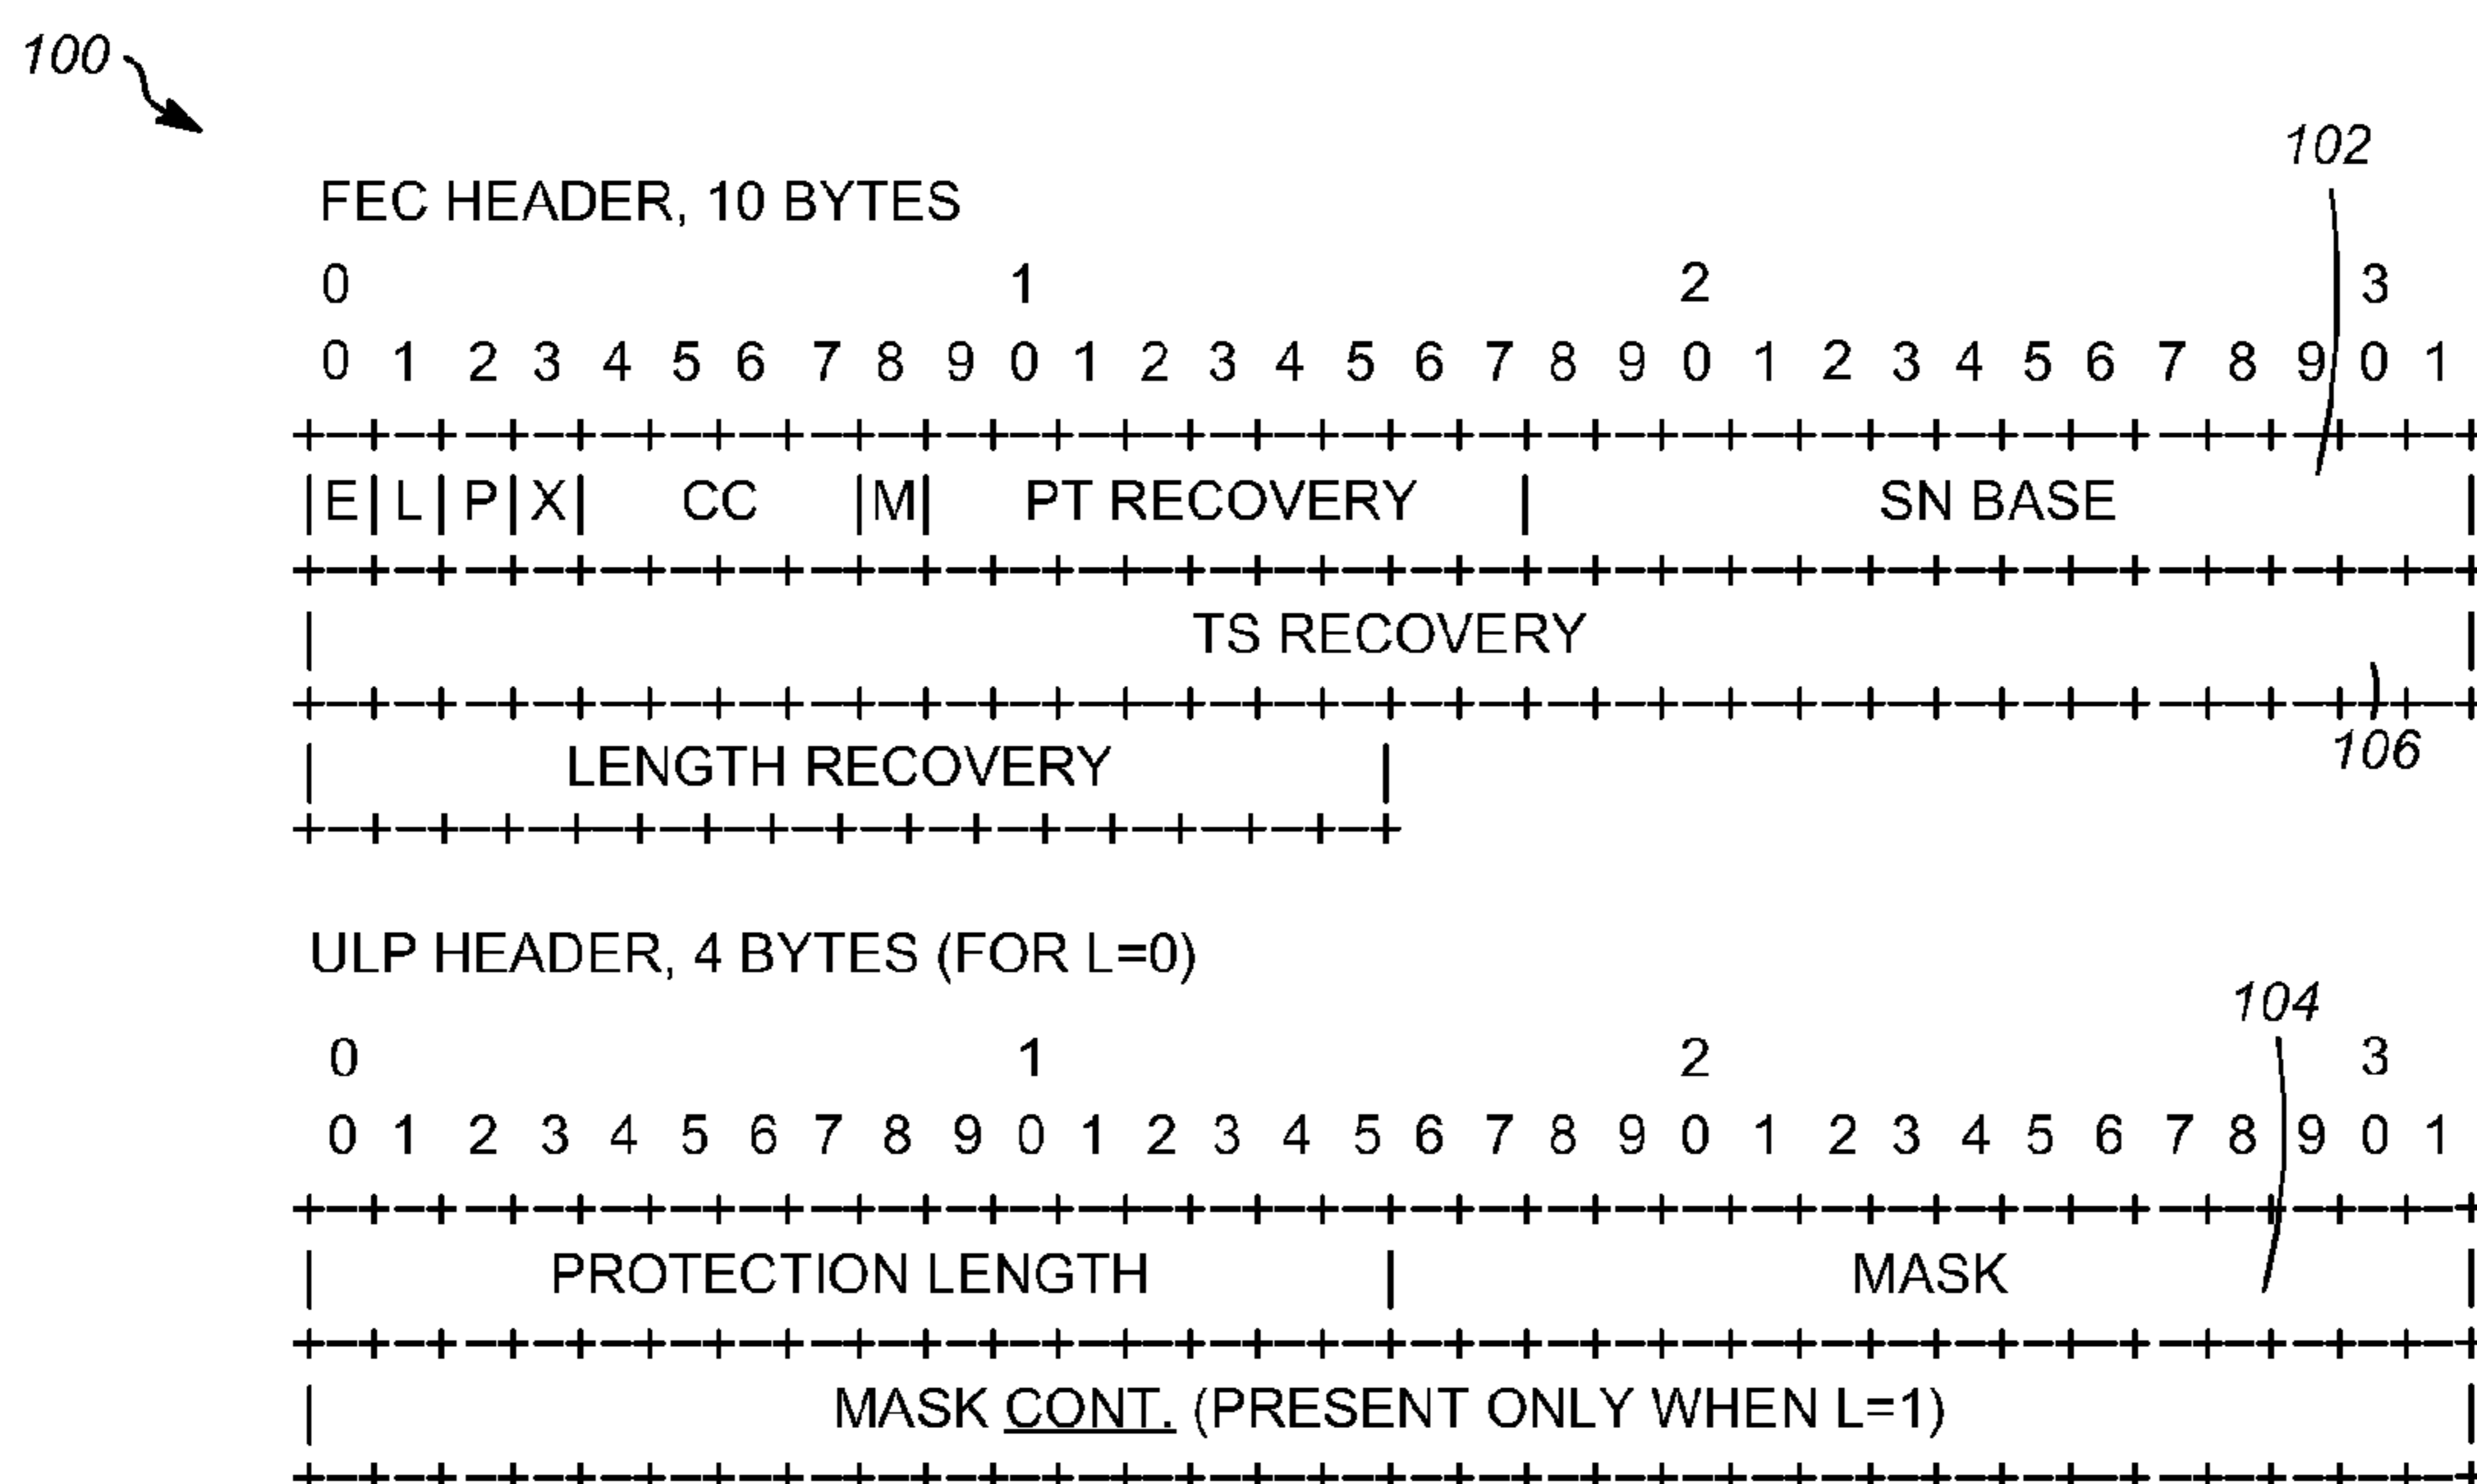 100
102
FEC HEADER, 10 BYTES
0 1 2 3
0 1 2 3 4 5 6 7 8 9 0 1 2 3 4 5 6 7 8 9 0 1 2 3 4 5 6 7 8 9 0 1
+-+-+-+-+-+-+-+-+-+-+-+-+-+-+-+-+-+-+-+-+-+-+-+-+-+-+-+-+-+-+-+-+
|E|L|P|X| CC |M| PT RECOVERY | SN BASE |
+-+-+-+-+-+-+-+-+-+-+-+-+-+-+-+-+-+-+-+-+-+-+-+-+-+-+-+-+-+-+-+-+
| TS RECOVERY |
+-+-+-+-+-+-+-+-+-+-+-+-+-+-+-+-+-+-+-+-+-+-+-+-+-+-+-+-+-+-+-+-+
| LENGTH RECOVERY | 106
+-+-+-+-+-+-+-+-+-+-+-+-+-+-+-+-+
ULP HEADER, 4 BYTES (FOR L=0)
104
0 1 2 3
0 1 2 3 4 5 6 7 8 9 0 1 2 3 4 5 6 7 8 9 0 1 2 3 4 5 6 7 8 9 0 1
+-+-+-+-+-+-+-+-+-+-+-+-+-+-+-+-+-+-+-+-+-+-+-+-+-+-+-+-+-+-+-+-+
| PROTECTION LENGTH | MASK |
+-+-+-+-+-+-+-+-+-+-+-+-+-+-+-+-+-+-+-+-+-+-+-+-+-+-+-+-+-+-+-+-+
| MASK CONT. (PRESENT ONLY WHEN L=1) |
+-+-+-+-+-+-+-+-+-+-+-+-+-+-+-+-+-+-+-+-+-+-+-+-+-+-+-+-+-+-+-+-+